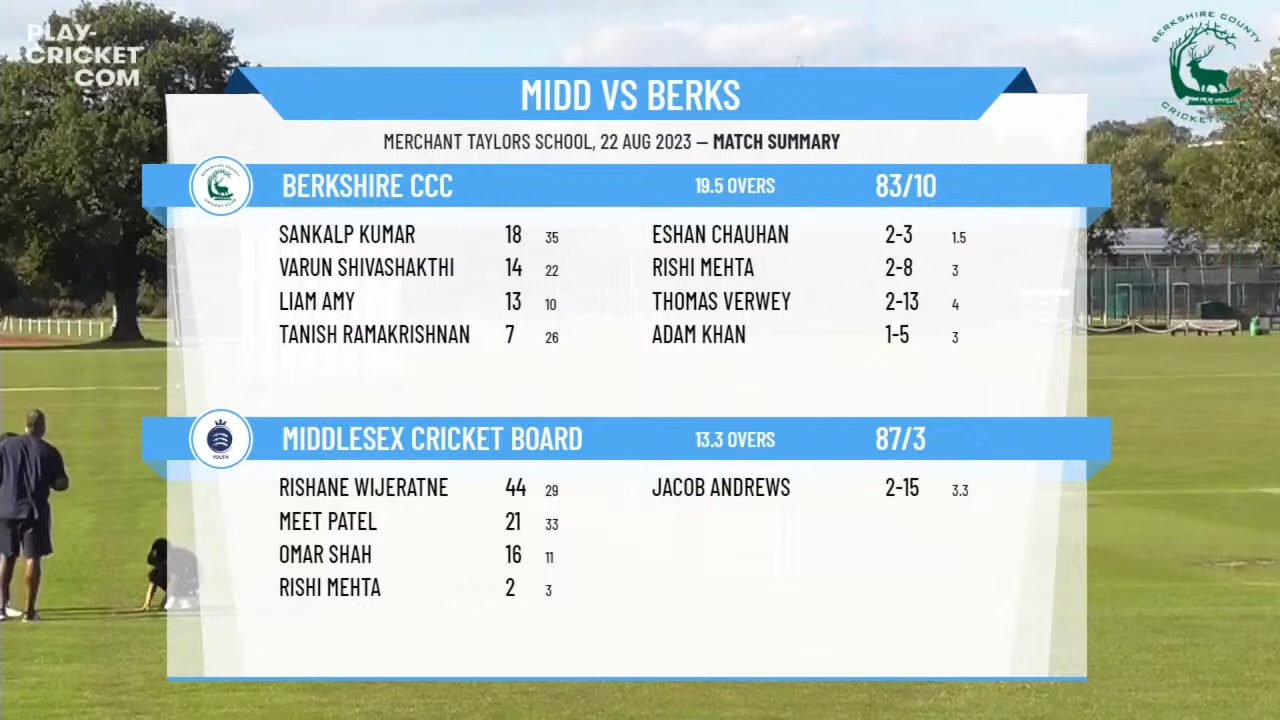 PLAY-
CRICKET
COM
BERKSHIRE COUNTY
CRICKET
MIDD VS BERKS
MERCHANT TAYLORS SCHOOL, 22 AUG 2023 – MATCH SUMMARY
BERKSHIRE CCC 19.5 OVERS 83/10
SANKALP KUMAR 18 35 ESHAN CHAUHAN 2-3 1.5
VARUN SHIVASHAKTHI 14 22 RISHI MEHTA 2-8 3
LIAM AMY 13 10 THOMAS VERWEY 2-13 4
TANISH RAMAKRISHNAN 7 26 ADAM KHAN 1-5 3
MIDDLESEX CRICKET BOARD 13.3 OVERS 87/3
YOUTH
RISHANE WIJERATNE 44 29 JACOB ANDREWS 2-15 3.3
MEET PATEL 21 33
OMAR SHAH 16 11
RISHI MEHTA 2 3